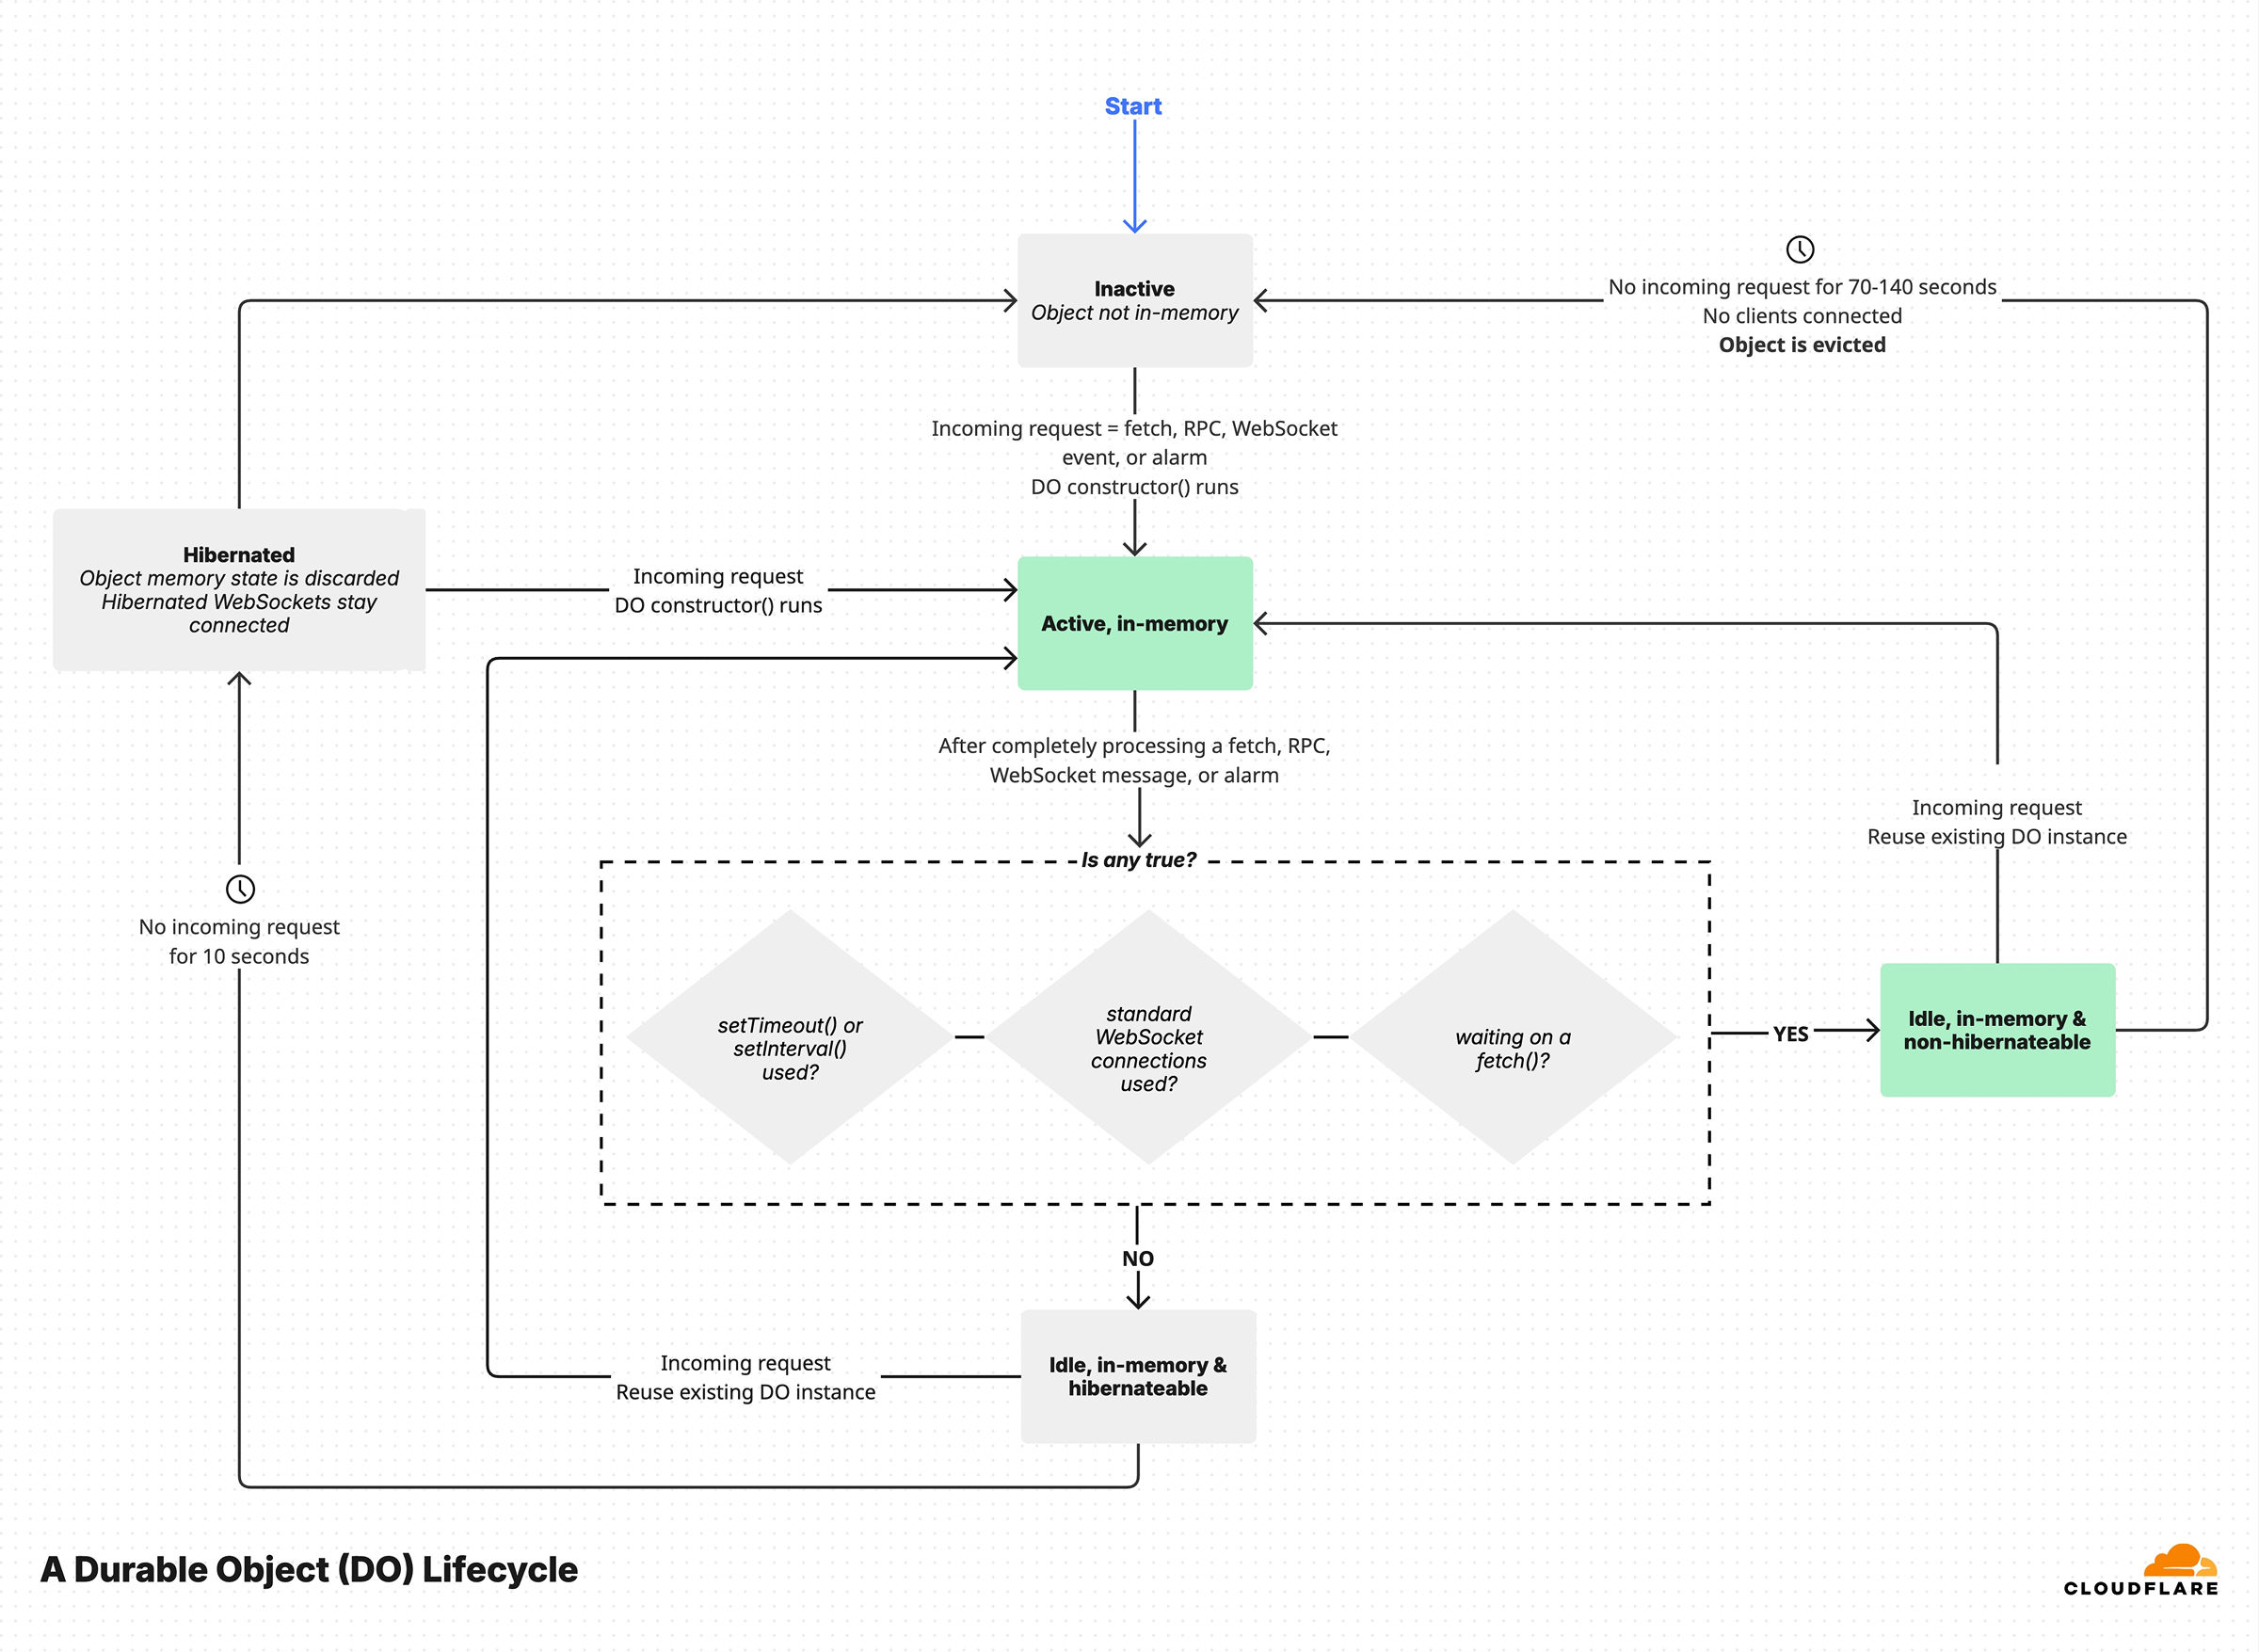 Start
Inactive
Object not in-memory
No incoming request for 70-140 seconds
No clients connected
Object is evicted
Incoming request = fetch, RPC, WebSocket
event, or alarm
DO constructor() runs
Hibernated
Object memory state is discarded
Hibernated WebSockets stay
connected
Incoming request
DO constructor() runs
Active, in-memory
After completely processing a fetch, RPC,
WebSocket message, or alarm
Incoming request
Reuse existing DO instance
Is any true?
No incoming request
for 10 seconds
setTimeout() or
setInterval()
used?
standard
WebSocket
connections
used?
waiting on a
fetch()?
YES
Idle, in-memory &
non-hibernateable
NO
Incoming request
Reuse existing DO instance
Idle, in-memory &
hibernateable
A Durable Object (DO) Lifecycle
CLOUDFLARE